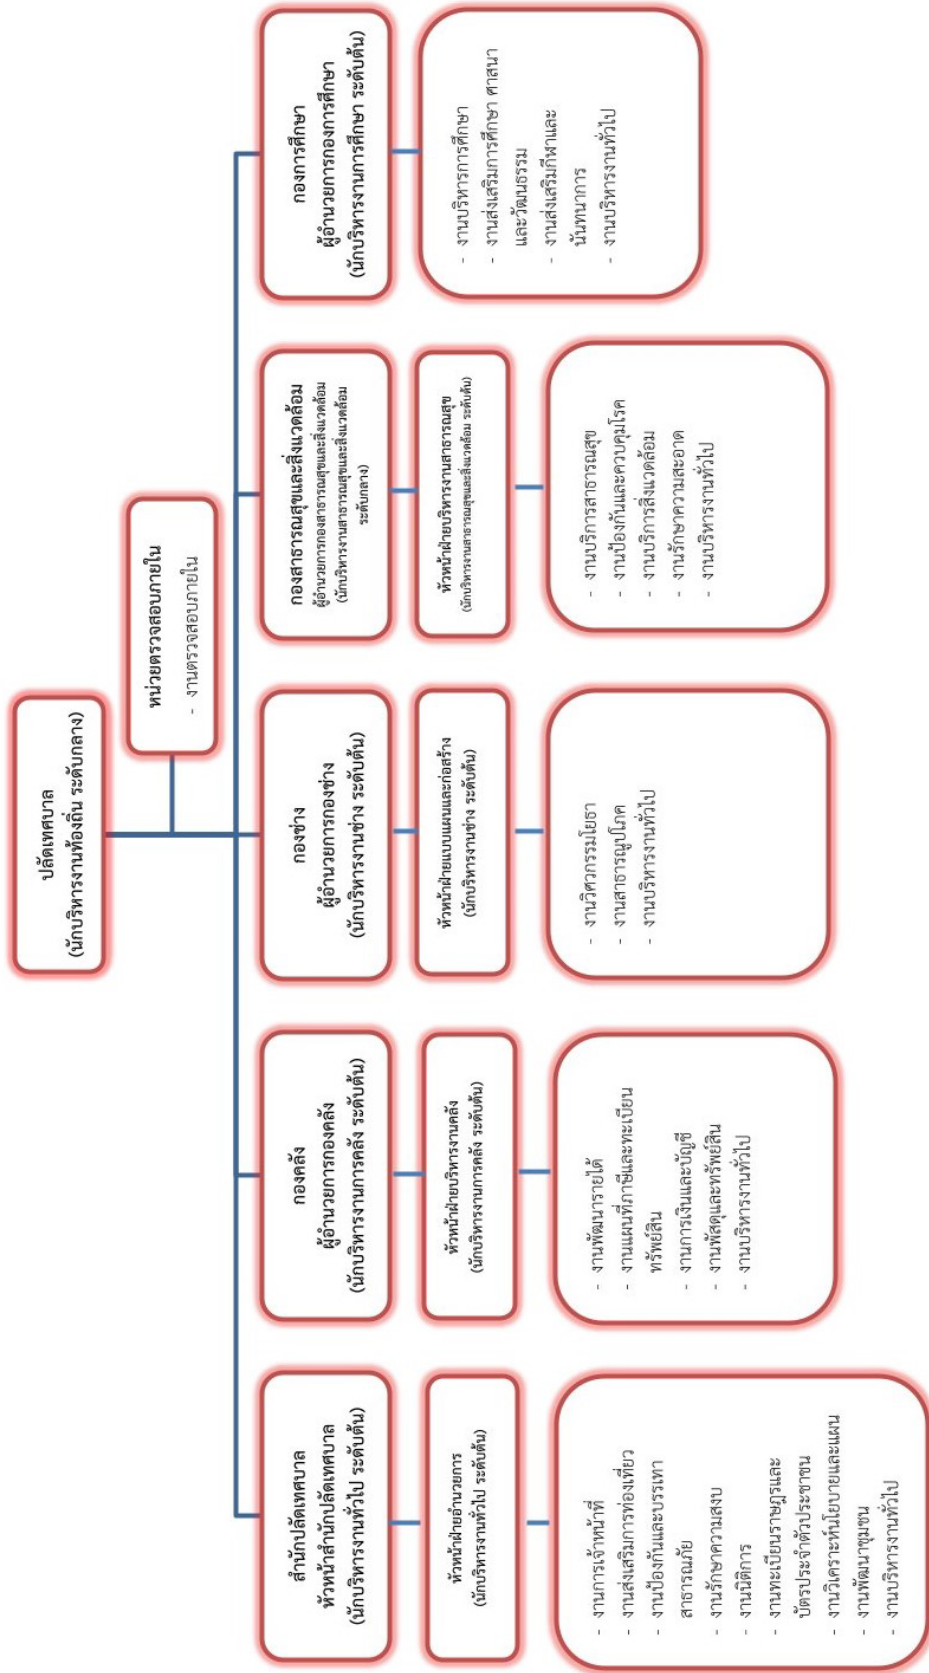 ปลัดเทศบาล
(นักบริหารงานท้องถิ่น ระดับกลาง)
หน่วยตรวจสอบภายใน
- งานตรวจสอบภายใน
สำนักปลัดเทศบาล
หัวหน้าสำนักปลัดเทศบาล
(นักบริหารงานทั่วไป ระดับต้น)
หัวหน้าฝ่ายอำนวยการ
(นักบริหารงานทั่วไป ระดับต้น)
- งานการเจ้าหน้าที่
- งานส่งเสริมการท่องเที่ยว
- งานป้องกันและบรรเทา
สาธารณภัย
- งานรักษาความสงบ
- งานนิติการ
- งานทะเบียนราษฎรและ
บัตรประจำตัวประชาชน
- งานวิเคราะห์นโยบายและแผน
- งานพัฒนาชุมชน
- งานบริหารงานทั่วไป
กองคลัง
ผู้อำนวยการกองคลัง
(นักบริหารงานการคลัง ระดับต้น)
หัวหน้าฝ่ายบริหารงานคลัง
(นักบริหารงานการคลัง ระดับต้น)
- งานพัฒนารายได้
- งานแผนที่ภาษีและทะเบียน
ทรัพย์สิน
- งานการเงินและบัญชี
- งานพัสดุและทรัพย์สิน
- งานบริหารงานทั่วไป
กองช่าง
ผู้อำนวยการกองช่าง
(นักบริหารงานช่าง ระดับต้น)
หัวหน้าฝ่ายแบบแผนและก่อสร้าง
(นักบริหารงานช่าง ระดับต้น)
- งานวิศวกรรมโยธา
- งานสาธารณูปโภค
- งานบริหารงานทั่วไป
กองสาธารณสุขและสิ่งแวดล้อม
ผู้อำนวยการกองสาธารณสุขและสิ่งแวดล้อม
(นักบริหารงานสาธารณสุขและสิ่งแวดล้อม
ระดับกลาง)
หัวหน้าฝ่ายบริหารงานสาธารณสุข
(นักบริหารงานสาธารณสุขและสิ่งแวดล้อม ระดับต้น)
- งานบริการสาธารณสุข
- งานป้องกันและควบคุมโรค
- งานบริการสิ่งแวดล้อม
- งานรักษาความสะอาด
- งานบริหารงานทั่วไป
กองการศึกษา
ผู้อำนวยการกองการศึกษา
(นักบริหารงานการศึกษา ระดับต้น)
- งานบริหารการศึกษา
- งานส่งเสริมการศึกษา ศาสนา
และวัฒนธรรม
- งานส่งเสริมกีฬาและ
นันทนาการ
- งานบริหารงานทั่วไป